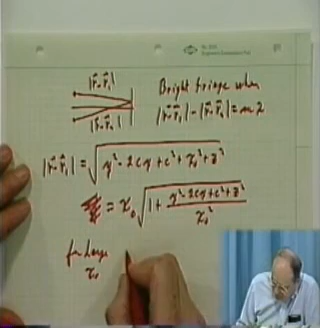 |r⃗-r⃗₁|
Bright fringe when
|r⃗-r⃗₂| - |r⃗-r⃗₁| = m λ
|r⃗-r⃗₂|
|r⃗-r⃗₁| = √(y²-2cy+c²+x₀²+z²)
= x₀ √(1 + (y²-2cy+c²+z²)/x₀²)
for large
x₀